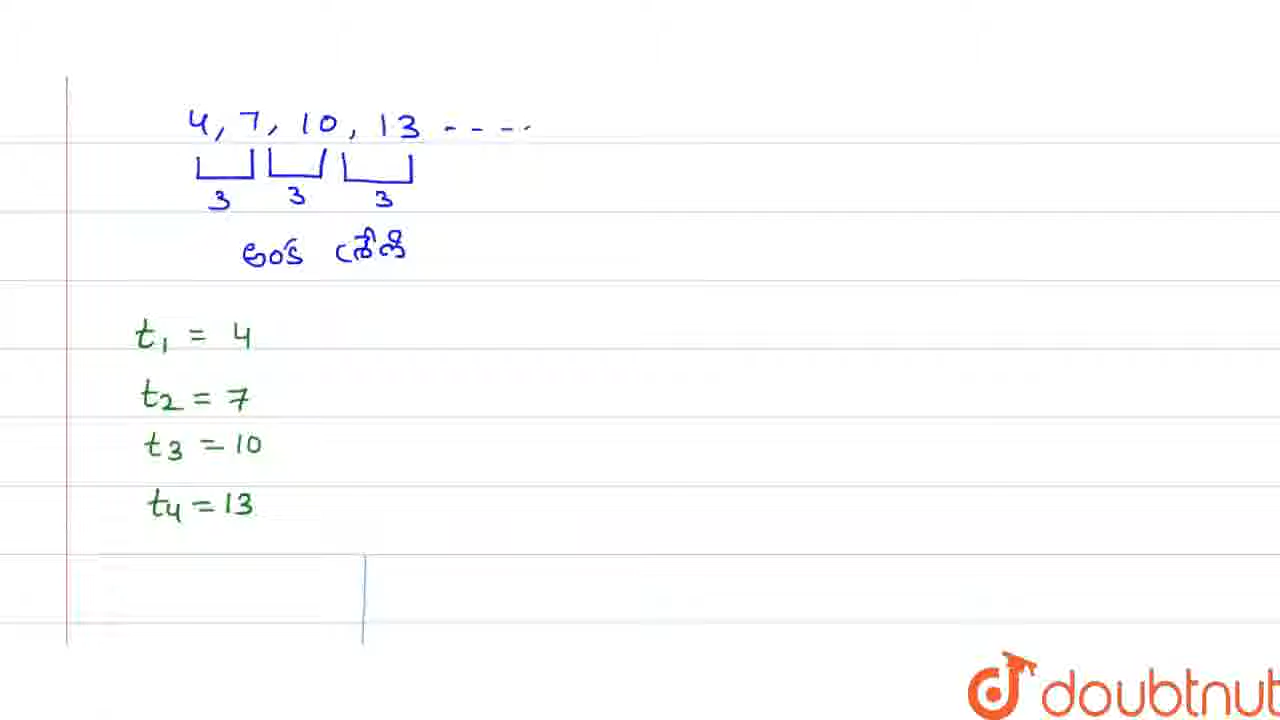 4, 7, 10, 13 ----
3 3 3
అంక శ్రేణి
t₁ = 4
t₂ = 7
t₃ = 10
t₄ = 13
doubtnut